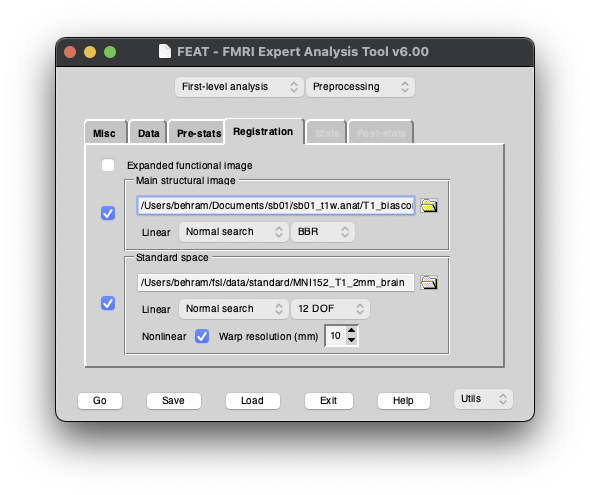 FEAT - FMRI Expert Analysis Tool v6.00
First-level analysis Preprocessing
Misc Data Pre-stats Registration Stats Post-stats
Expanded functional image
Main structural image
/Users/behram/Documents/sb01/sb01_t1w.anat/T1_biascor
Linear Normal search BBR
Standard space
/Users/behram/fsl/data/standard/MNI152_T1_2mm_brain
Linear Normal search 12 DOF
Nonlinear Warp resolution (mm) 10
Go Save Load Exit Help Utils